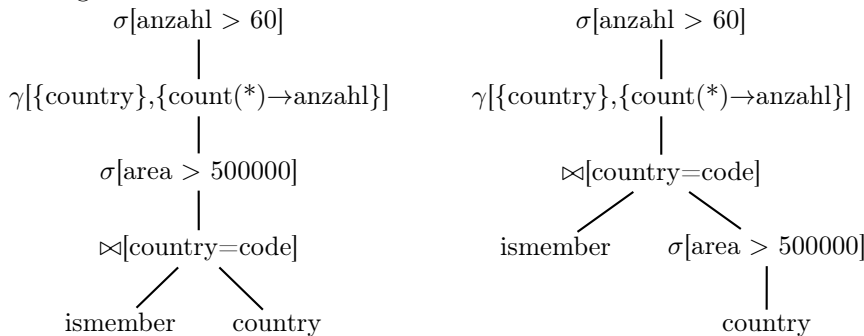 σ[anzahl > 60] σ[anzahl > 60]
γ[{country},{count(*)→anzahl}] γ[{country},{count(*)→anzahl}]
σ[area > 500000] ⋈[country=code]
⋈[country=code] ismember σ[area > 500000]
ismember country country